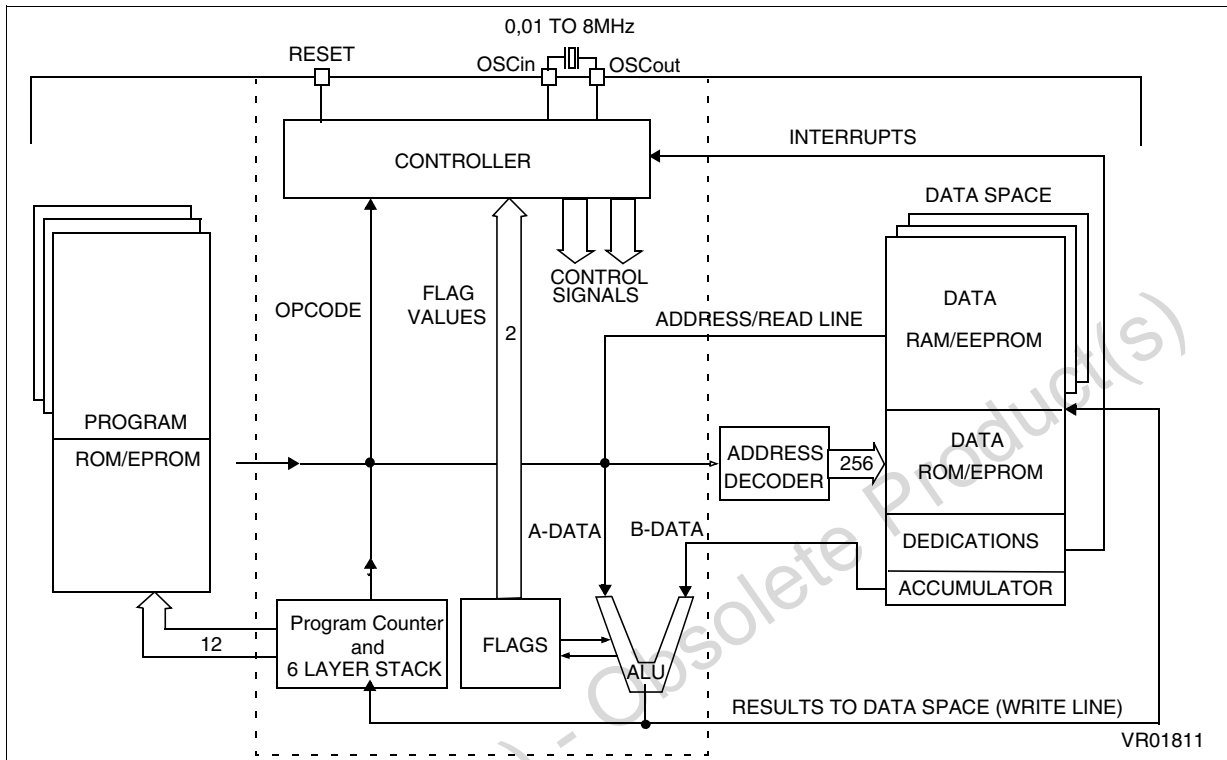 0,01 TO 8MHz
RESET
OSCin
OSCout
INTERRUPTS
CONTROLLER
DATA SPACE
CONTROL
SIGNALS
OPCODE
FLAG
VALUES
2
ADDRESS/READ LINE
DATA
RAM/EEPROM
PROGRAM
ROM/EPROM
ADDRESS
DECODER
256
DATA
ROM/EPROM
A-DATA
B-DATA
DEDICATIONS
ACCUMULATOR
12
Program Counter
and
6 LAYER STACK
FLAGS
ALU
RESULTS TO DATA SPACE (WRITE LINE)
VR01811
) - Obsolete Product(s)